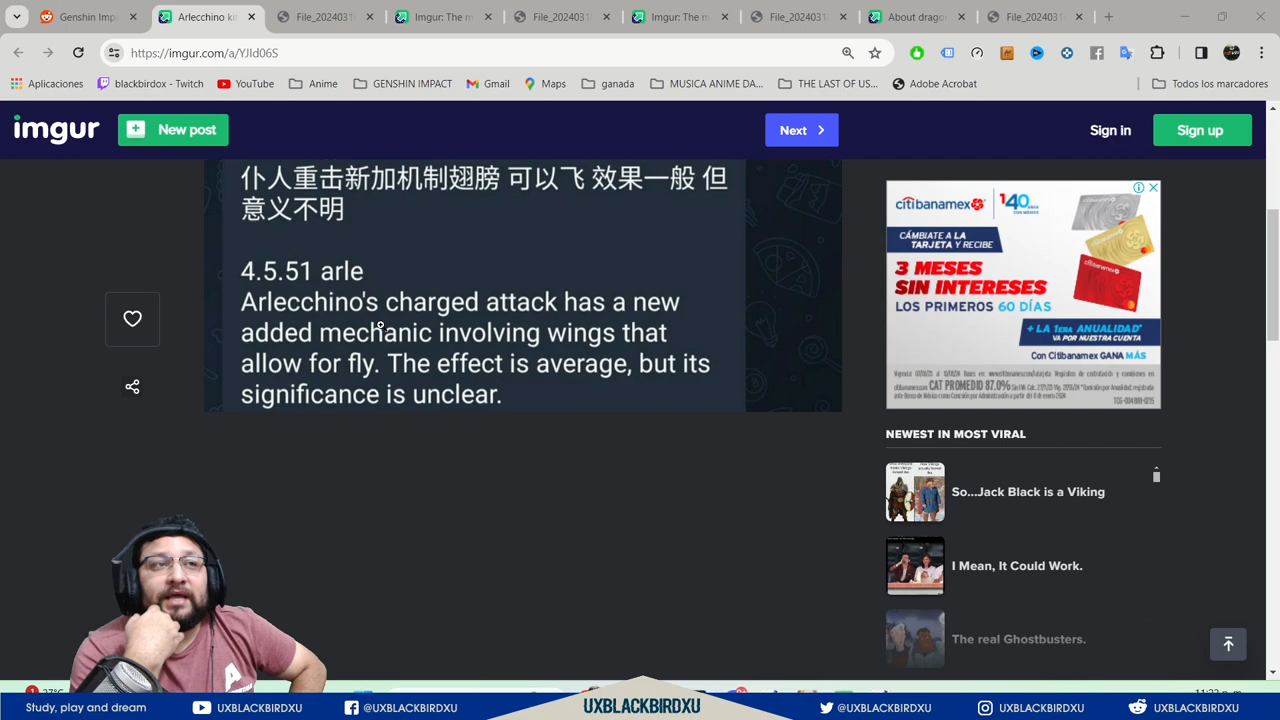 Genshin Imp
Arlecchino ki
File_2024031
Imgur: The m
File_2024031
Imgur: The m
File_2024031
About drago
File_2024031
https://imgur.com/a/YJId06S
Aplicaciones
blackbirdox - Twitch
YouTube
Anime
GENSHIN IMPACT
Gmail
Maps
ganada
MUSICA ANIME DA...
THE LAST OF US...
Adobe Acrobat
Todos los marcadores
imgur
New post
Next
Sign in
Sign up
仆人重击新加机制翅膀 可以飞 效果一般 但
意义不明
4.5.51 arle
Arlecchino's charged attack has a new
added mechanic involving wings that
allow for fly. The effect is average, but its
significance is unclear.
citibanamex
140 AÑOS
CON MÉXICO
CÁMBIATE A LA
TARJETA Y RECIBE
3 MESES
SIN INTERESES
LOS PRIMEROS 60 DÍAS
+ LA 1ERA ANUALIDAD
VA POR NUESTRA CUENTA
Con Citibanamex GANA MÁS
CAT PROMEDIO 87.0%
NEWEST IN MOST VIRAL
So...Jack Black is a Viking
I Mean, It Could Work.
The real Ghostbusters.
Study, play and dream
UXBLACKBIRDXU
@UXBLACKBIRDXU
UXBLACKBIRDXU
@UXBLACKBIRDXU
UXBLACKBIRDXU
UXBLACKBIRDXU